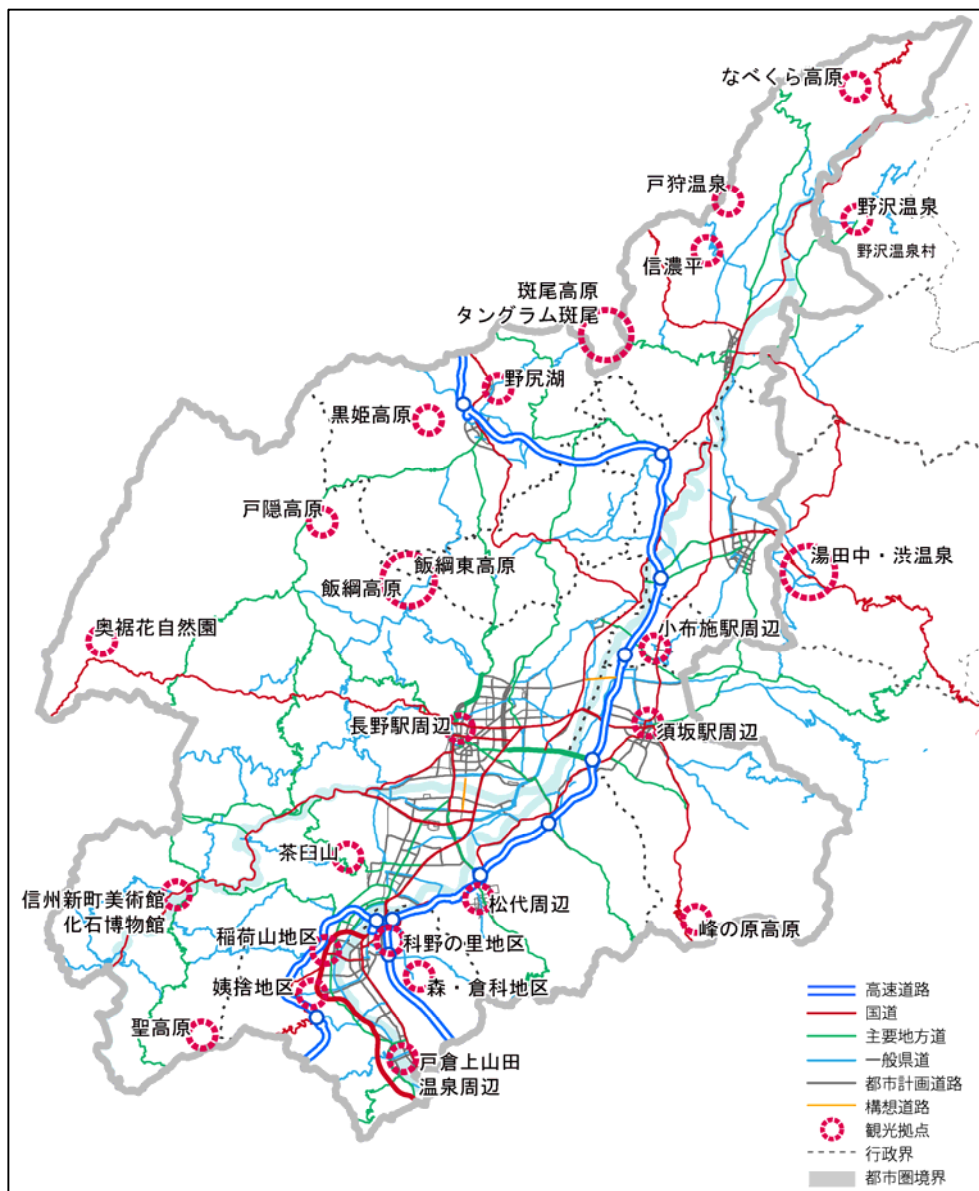 なべくら高原
戸狩温泉
野沢温泉
野沢温泉村
信濃平
斑尾高原
タングラム斑尾
野尻湖
黒姫高原
戸隠高原
飯綱東高原
飯綱高原
湯田中・渋温泉
奥裾花自然園
小布施駅周辺
長野駅周辺
須坂駅周辺
茶臼山
信州新町美術館
化石博物館
松代周辺
峰の原高原
稲荷山地区
科野の里地区
姨捨地区
森・倉科地区
聖高原
戸倉上山田
温泉周辺
高速道路
国道
主要地方道
一般県道
都市計画道路
構想道路
観光拠点
行政界
都市圏境界